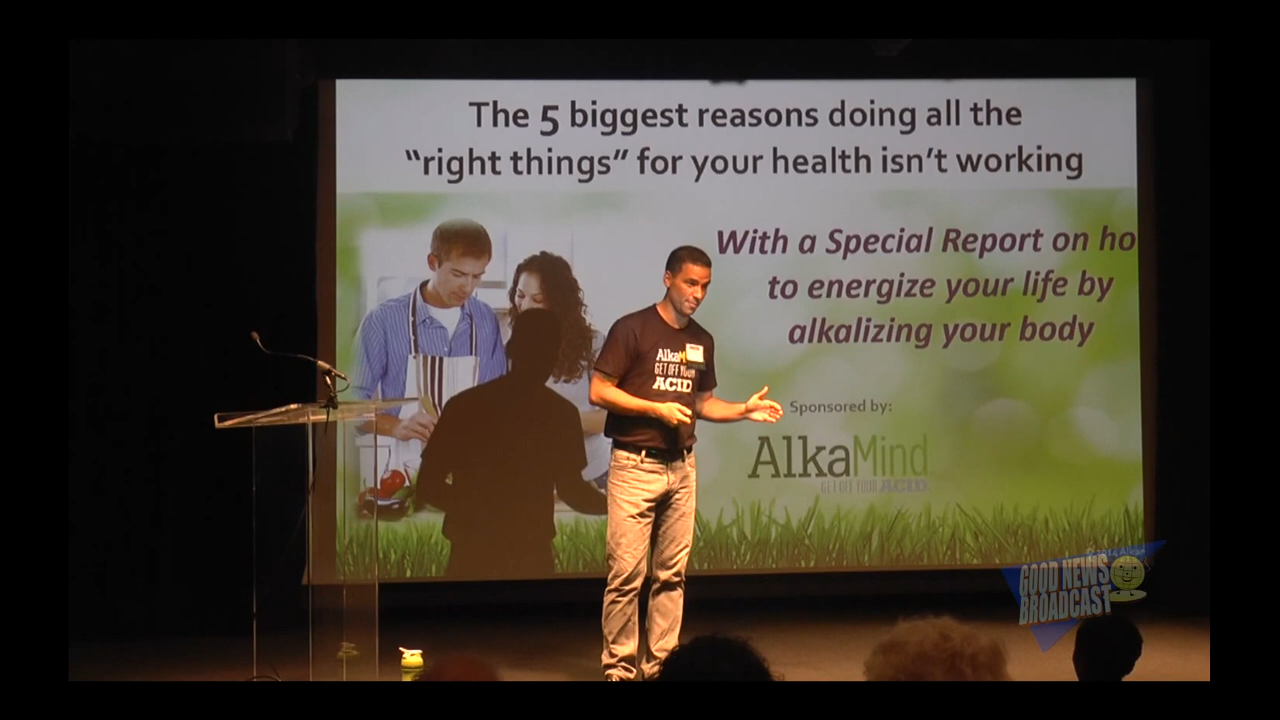 The 5 biggest reasons doing all the
“right things” for your health isn’t working
With a Special Report on ho
to energize your life by
alkalizing your body
Sponsored by:
AlkaMind
GET OFF YOUR ACID
AlkaM
GET OFF YOUR
ACID
GOOD NEWS
BROADCAST